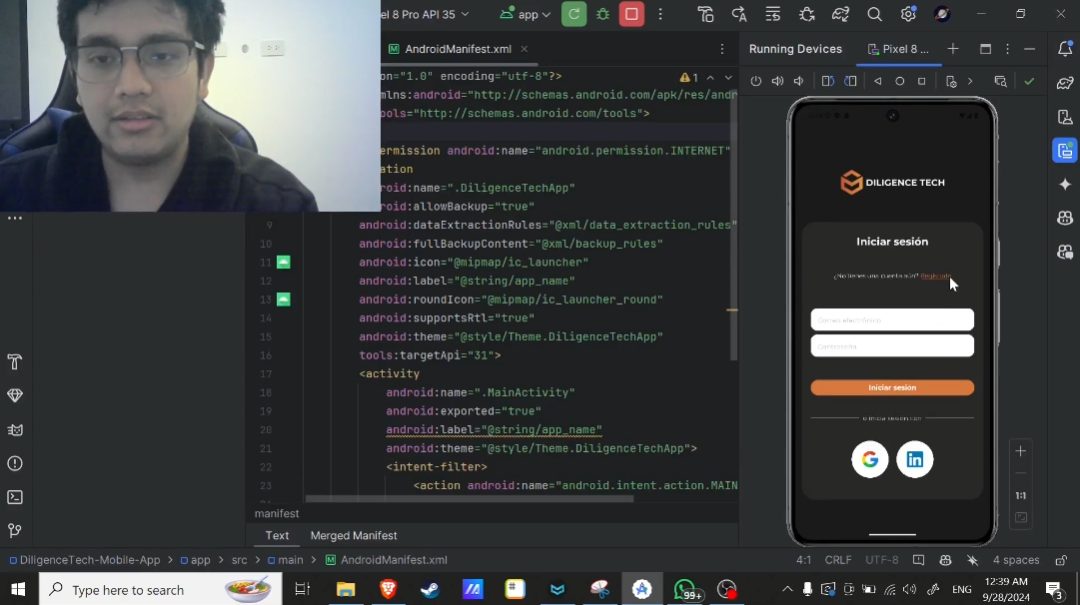 el 8 Pro API 35
app
AndroidManifest.xml
Running Devices
Pixel 8 ...
on="1.0" encoding="utf-8"?>
1
mlns:android="http://schemas.android.com/apk/res/andr
ools="http://schemas.android.com/tools">
ermission android:name="android.permission.INTERNET"
ation
roid:name=".DiligenceTechApp"
roid:allowBackup="true"
9 android:dataExtractionRules="@xml/data_extraction_rules"
10 android:fullBackupContent="@xml/backup_rules"
11 android:icon="@mipmap/ic_launcher"
12 android:label="@string/app_name"
13 android:roundIcon="@mipmap/ic_launcher_round"
14 android:supportsRtl="true"
15 android:theme="@style/Theme.DiligenceTechApp"
16 tools:targetApi="31">
17 <activity
18 android:name=".MainActivity"
19 android:exported="true"
20 android:label="@string/app_name"
21 android:theme="@style/Theme.DiligenceTechApp">
22 <intent-filter>
23 <action android:name="android.intent.action.MAIN
manifest
Text Merged Manifest
DILIGENCE TECH
Iniciar sesión
¿No tienes una cuenta aún? Regístrate
Correo electrónico
Contraseña
Iniciar sesion
O inicia sesión con
G
in
1:1
DiligenceTech-Mobile-App > app > src > main > AndroidManifest.xml
4:1 CRLF UTF-8 4 spaces
Type here to search
99+
ENG
12:39 AM
9/28/2024
3